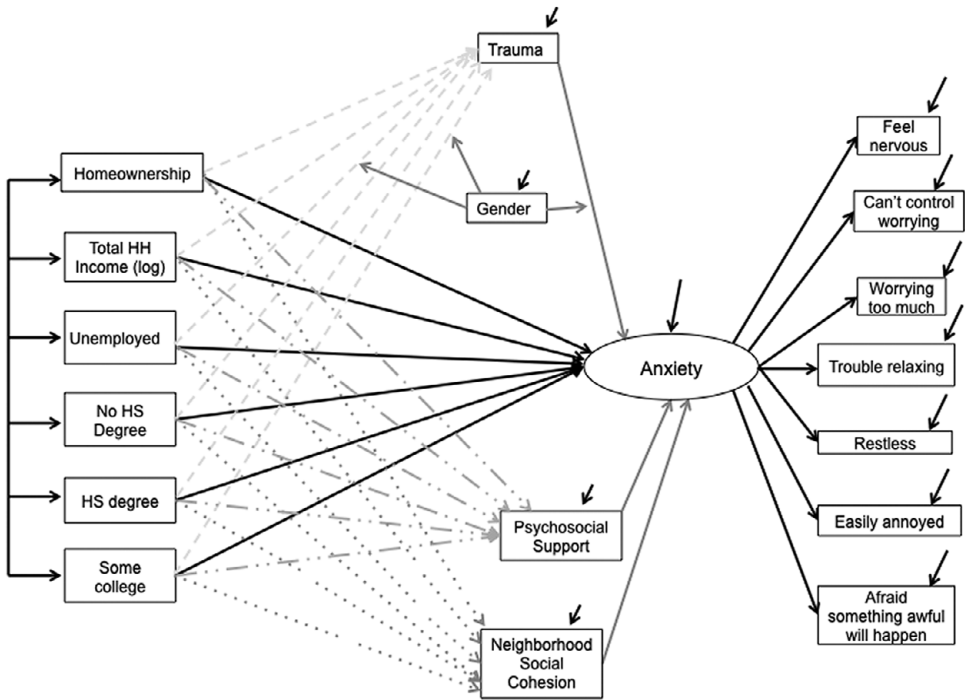 Trauma
Homeownership
Gender
Total HH
Income (log)
Unemployed
No HS
Degree
HS degree
Some
college
Anxiety
Psychosocial
Support
Neighborhood
Social
Cohesion
Feel
nervous
Can't control
worrying
Worrying
too much
Trouble relaxing
Restless
Easily annoyed
Afraid
something awful
will happen